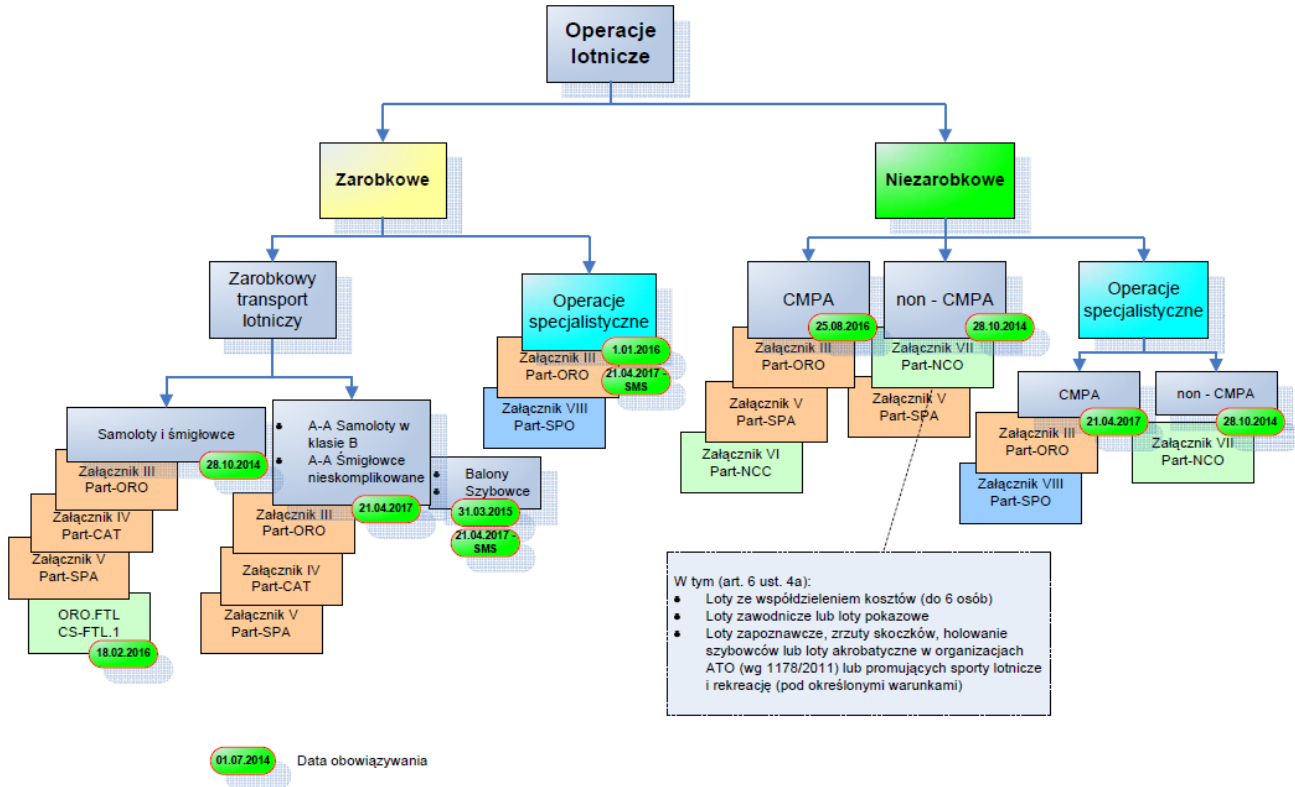 Operacje
lotnicze
Zarobkowe
Niezarobkowe
Zarobkowy
transport
lotniczy
Operacje
specjalistyczne
1.01.2016
Załącznik III
Part-ORO
21.04.2017 -
SMS
Załącznik VIII
Part-SPO
CMPA
25.08.2016
Załącznik III
Part-ORO
Załącznik V
Part-SPA
Załącznik VI
Part-NCC
non - CMPA
28.10.2014
Załącznik VII
Part-NCO
Załącznik V
Part-SPA
Operacje
specjalistyczne
CMPA
21.04.2017
Załącznik III
Part-ORO
Załącznik VIII
Part-SPO
non - CMPA
28.10.2014
Załącznik VII
Part-NCO
Samoloty i śmigłowce
28.10.2014
Załącznik III
Part-ORO
Załącznik IV
Part-CAT
Załącznik V
Part-SPA
ORO.FTL
CS-FTL.1
18.02.2016
• A-A Samoloty w
klasie B
• A-A Śmigłowce
nieskomplikowane
21.04.2017
Załącznik III
Part-ORO
Załącznik IV
Part-CAT
Załącznik V
Part-SPA
• Balony
• Szybowce
31.03.2015
21.04.2017 -
SMS
W tym (art. 6 ust. 4a):
• Loty ze współdzieleniem kosztów (do 6 osób)
• Loty zawodnicze lub loty pokazowe
• Loty zapoznawcze, zrzuty skoczków, holowanie
szybowców lub loty akrobatyczne w organizacjach
ATO (wg 1178/2011) lub promujących sporty lotnicze
i rekreację (pod określonymi warunkami)
01.07.2014
Data obowiązywania